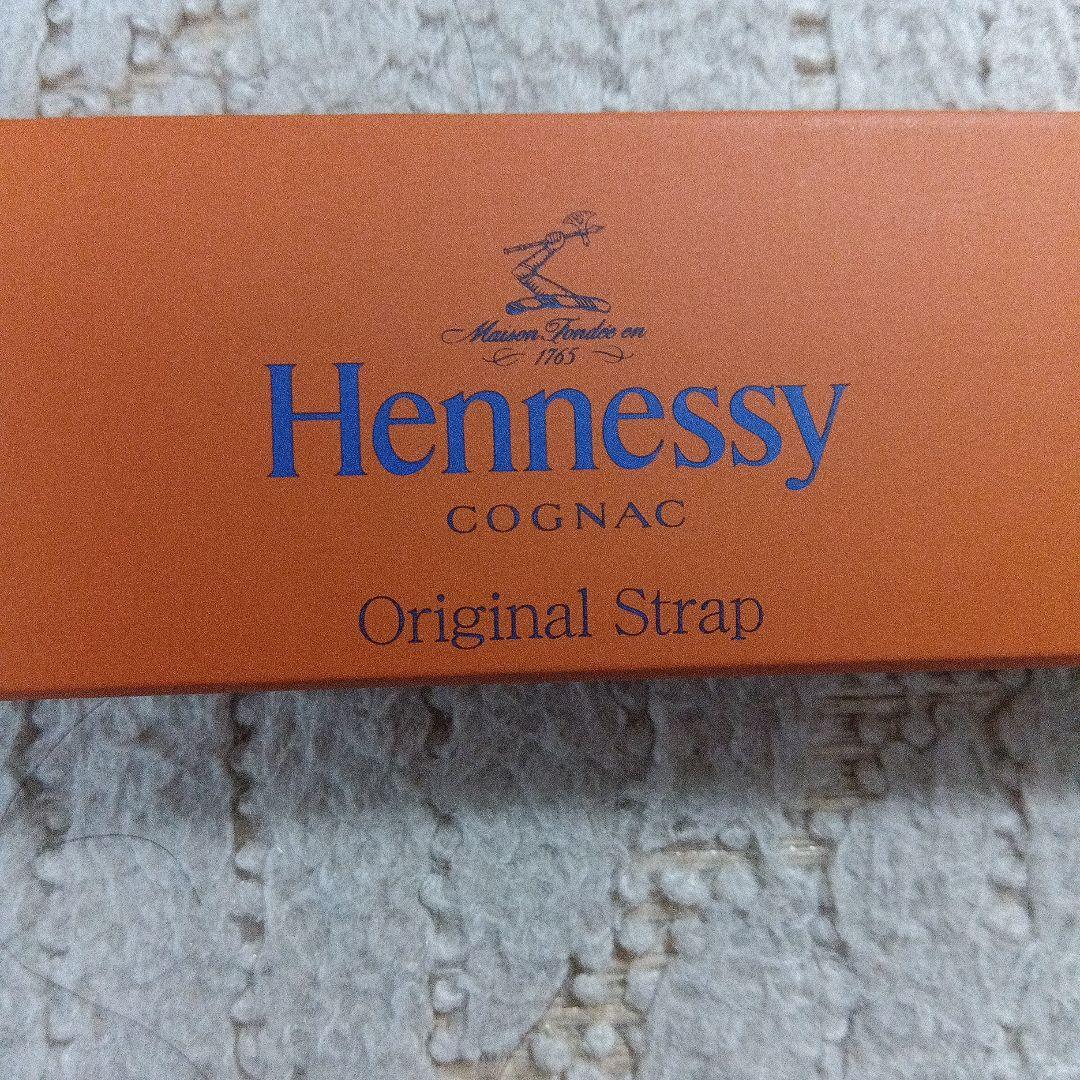 Maison Fondée en
1765
Hennessy
COGNAC
Original Strap